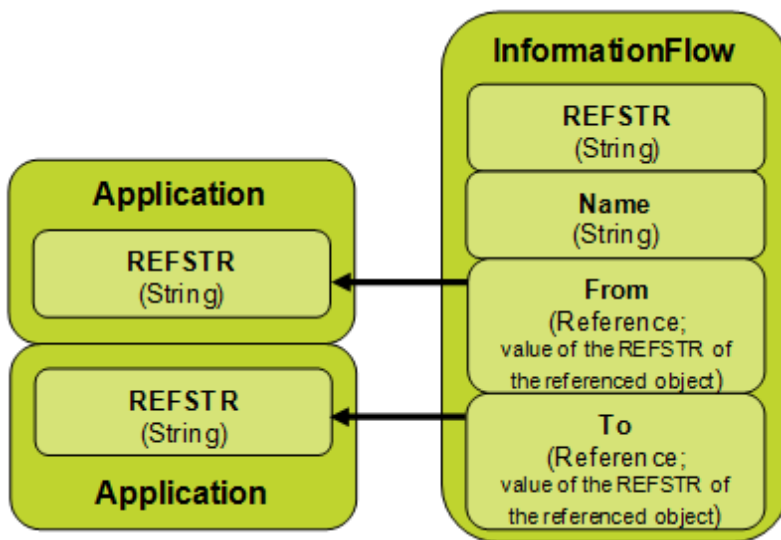 InformationFlow
REFSTR
(String)
Name
(String)
From
(Reference;
value of the REFSTR of
the referenced object)
To
(Reference;
value of the REFSTR of
the referenced object)
Application
REFSTR
(String)
REFSTR
(String)
Application